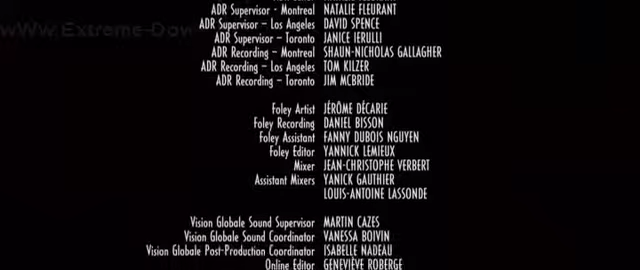 ADR Supervisor - Montreal NATALIE FLEURANT
wWw.Extreme-Dow
ADR Supervisor – Los Angeles DAVID SPENCE
ADR Supervisor – Toronto JANICE IERULLI
ADR Recording – Montreal SHAUN-NICHOLAS GALLAGHER
ADR Recording – Los Angeles TOM KILZER
ADR Recording – Toronto JIM MCBRIDE
Foley Artist JÉRÔME DÉCARIE
Foley Recording DANIEL BISSON
Foley Assistant FANNY DUBOIS NGUYEN
Foley Editor YANNICK LEMIEUX
Mixer JEAN-CHRISTOPHE VERBERT
Assistant Mixers YANICK GAUTHIER
LOUIS-ANTOINE LASSONDE
Vision Globale Sound Supervisor MARTIN CAZES
Vision Globale Sound Coordinator VANESSA BOIVIN
Vision Globale Post-Production Coordinator ISABELLE NADEAU
Online Editor GENEVIÈVE ROBERGE